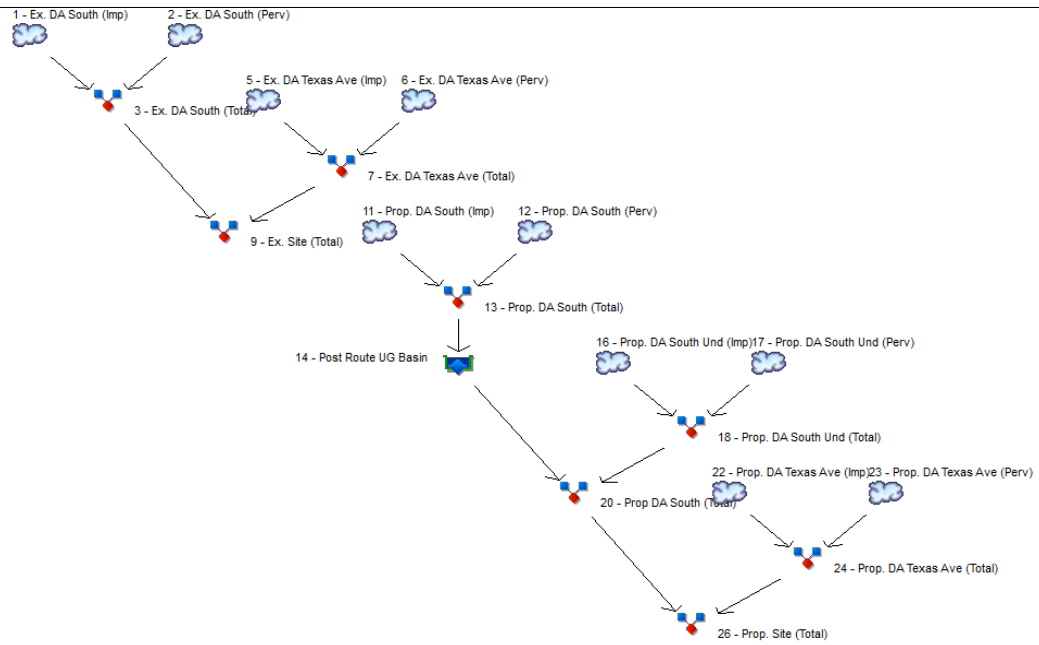 1 - Ex. DA South (Imp)
2 - Ex. DA South (Perv)
5 - Ex. DA Texas Ave (Imp)
6 - Ex. DA Texas Ave (Perv)
3 - Ex. DA South (Total)
7 - Ex. DA Texas Ave (Total)
11 - Prop. DA South (Imp)
12 - Prop. DA South (Perv)
9 - Ex. Site (Total)
13 - Prop. DA South (Total)
14 - Post Route UG Basin
16 - Prop. DA South Und (Imp)
17 - Prop. DA South Und (Perv)
18 - Prop. DA South Und (Total)
22 - Prop. DA Texas Ave (Imp)
23 - Prop. DA Texas Ave (Perv)
20 - Prop DA South (Total)
24 - Prop. DA Texas Ave (Total)
26 - Prop. Site (Total)